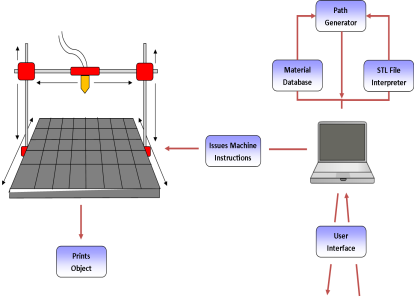 Path
Generator
Material
Database
STL File
Interpreter
Issues Machine
Instructions
User
Interface
Prints
Object